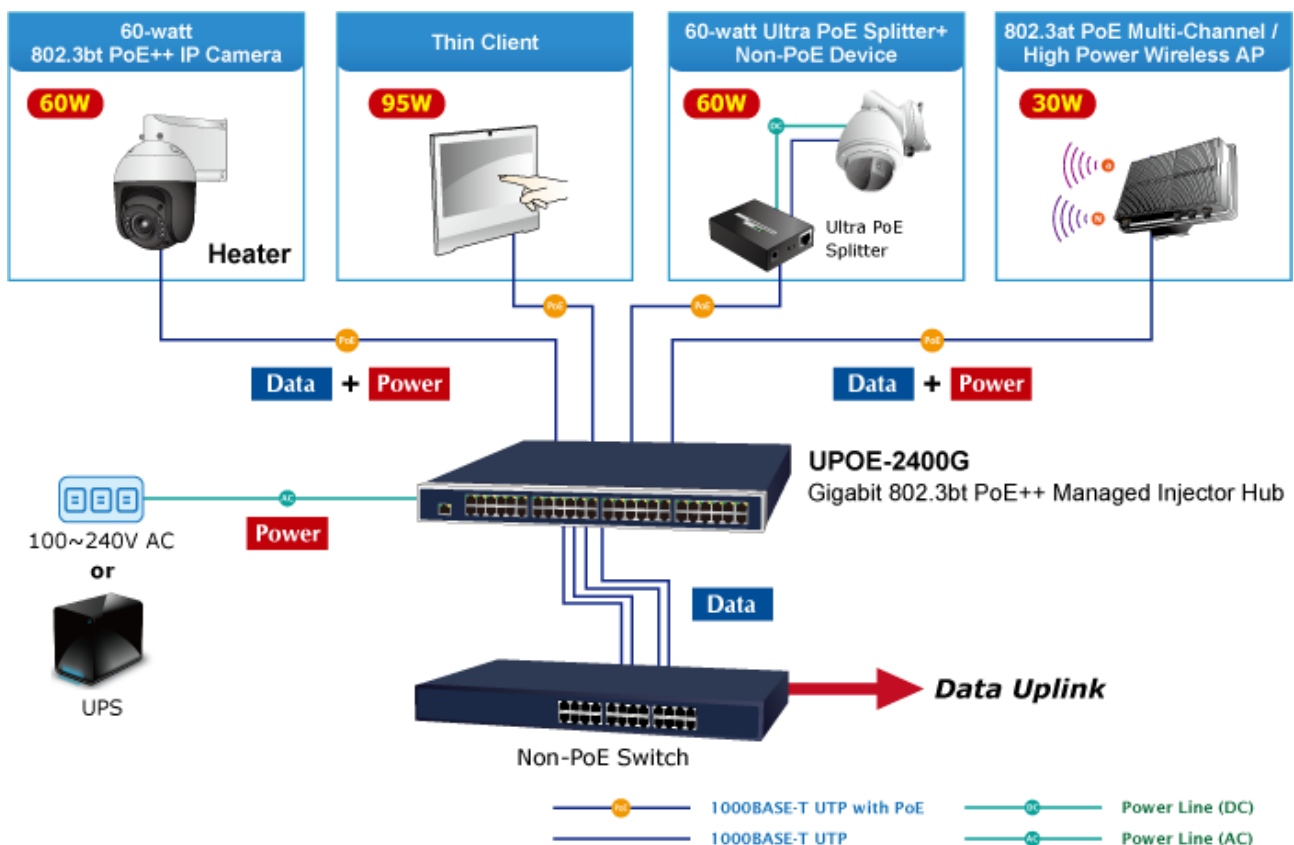 60-watt
802.3bt PoE++ IP Camera
Thin Client
60-watt Ultra PoE Splitter+
Non-PoE Device
802.3at PoE Multi-Channel /
High Power Wireless AP
60W
95W
60W
30W
DC
a
N
Ultra PoE
Splitter
Heater
PoE
PoE
PoE
PoE
Data + Power
Data + Power
UPOE-2400G
Gigabit 802.3bt PoE++ Managed Injector Hub
AC
100~240V AC
Power
or
UPS
Data
Data Uplink
Non-PoE Switch
PoE
1000BASE-T UTP with PoE
DC
Power Line (DC)
1000BASE-T UTP
AC
Power Line (AC)